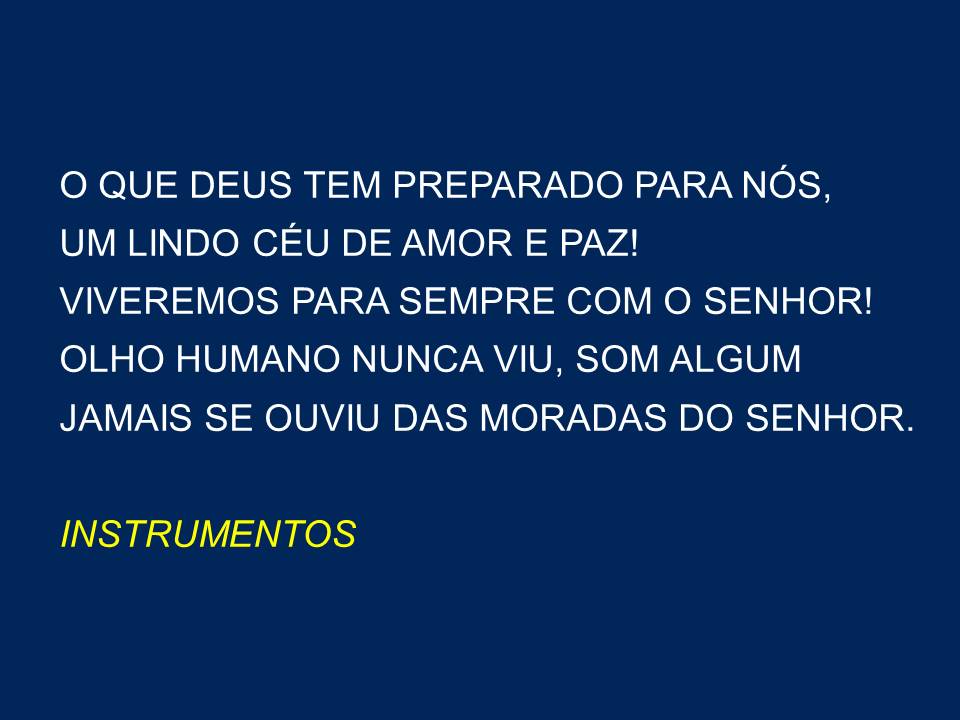 O QUE DEUS TEM PREPARADO PARA NÓS,
UM LINDO CÉU DE AMOR E PAZ!
VIVEREMOS PARA SEMPRE COM O SENHOR!
OLHO HUMANO NUNCA VIU, SOM ALGUM
JAMAIS SE OUVIU DAS MORADAS DO SENHOR.
INSTRUMENTOS